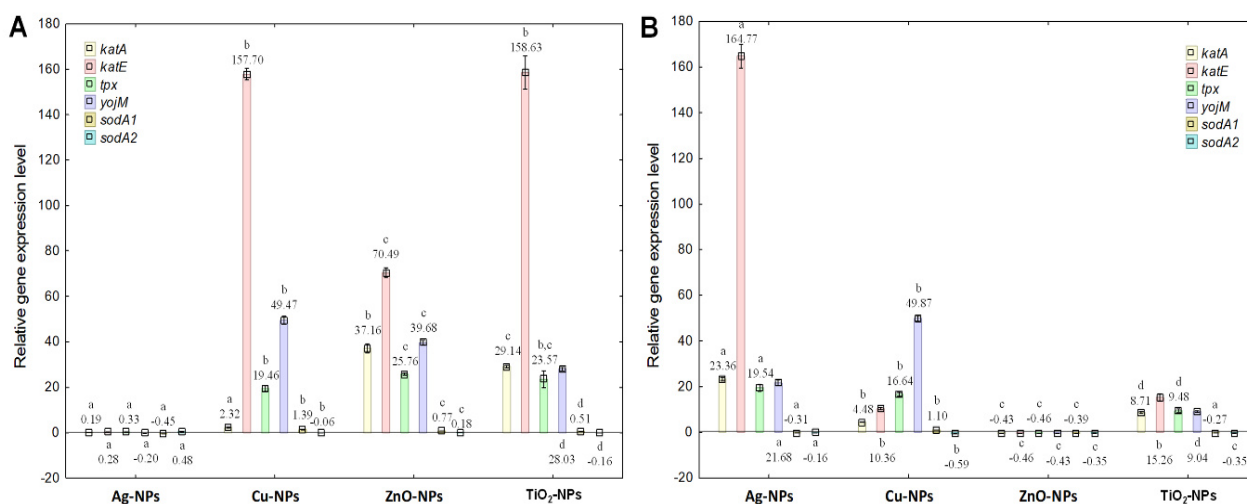 A
Relative gene expression level
180
160
140
120
100
80
60
40
20
0
-20
katA
katE
tpx
yojM
sodA1
sodA2
a
0.19
a
0.28
a
0.33
a
-0.20
a
-0.45
a
0.48
a
2.32
b
157.70
b
19.46
b
49.47
b
1.39
b
-0.06
b
37.16
c
70.49
c
25.76
c
39.68
c
0.77
c
0.18
c
29.14
b
158.63
b,c
23.57
d
28.03
d
0.51
d
-0.16
Ag-NPs
Cu-NPs
ZnO-NPs
TiO₂-NPs
B
Relative gene expression level
180
160
140
120
100
80
60
40
20
0
-20
katA
katE
tpx
yojM
sodA1
sodA2
a
23.36
a
164.77
a
19.54
a
21.68
a
-0.31
a
-0.16
b
4.48
b
10.36
b
16.64
b
49.87
b
1.10
b
-0.59
c
-0.43
c
-0.46
c
-0.46
c
-0.43
c
-0.39
c
-0.35
d
8.71
b
15.26
d
9.48
d
9.04
a
-0.27
c
-0.35
Ag-NPs
Cu-NPs
ZnO-NPs
TiO₂-NPs